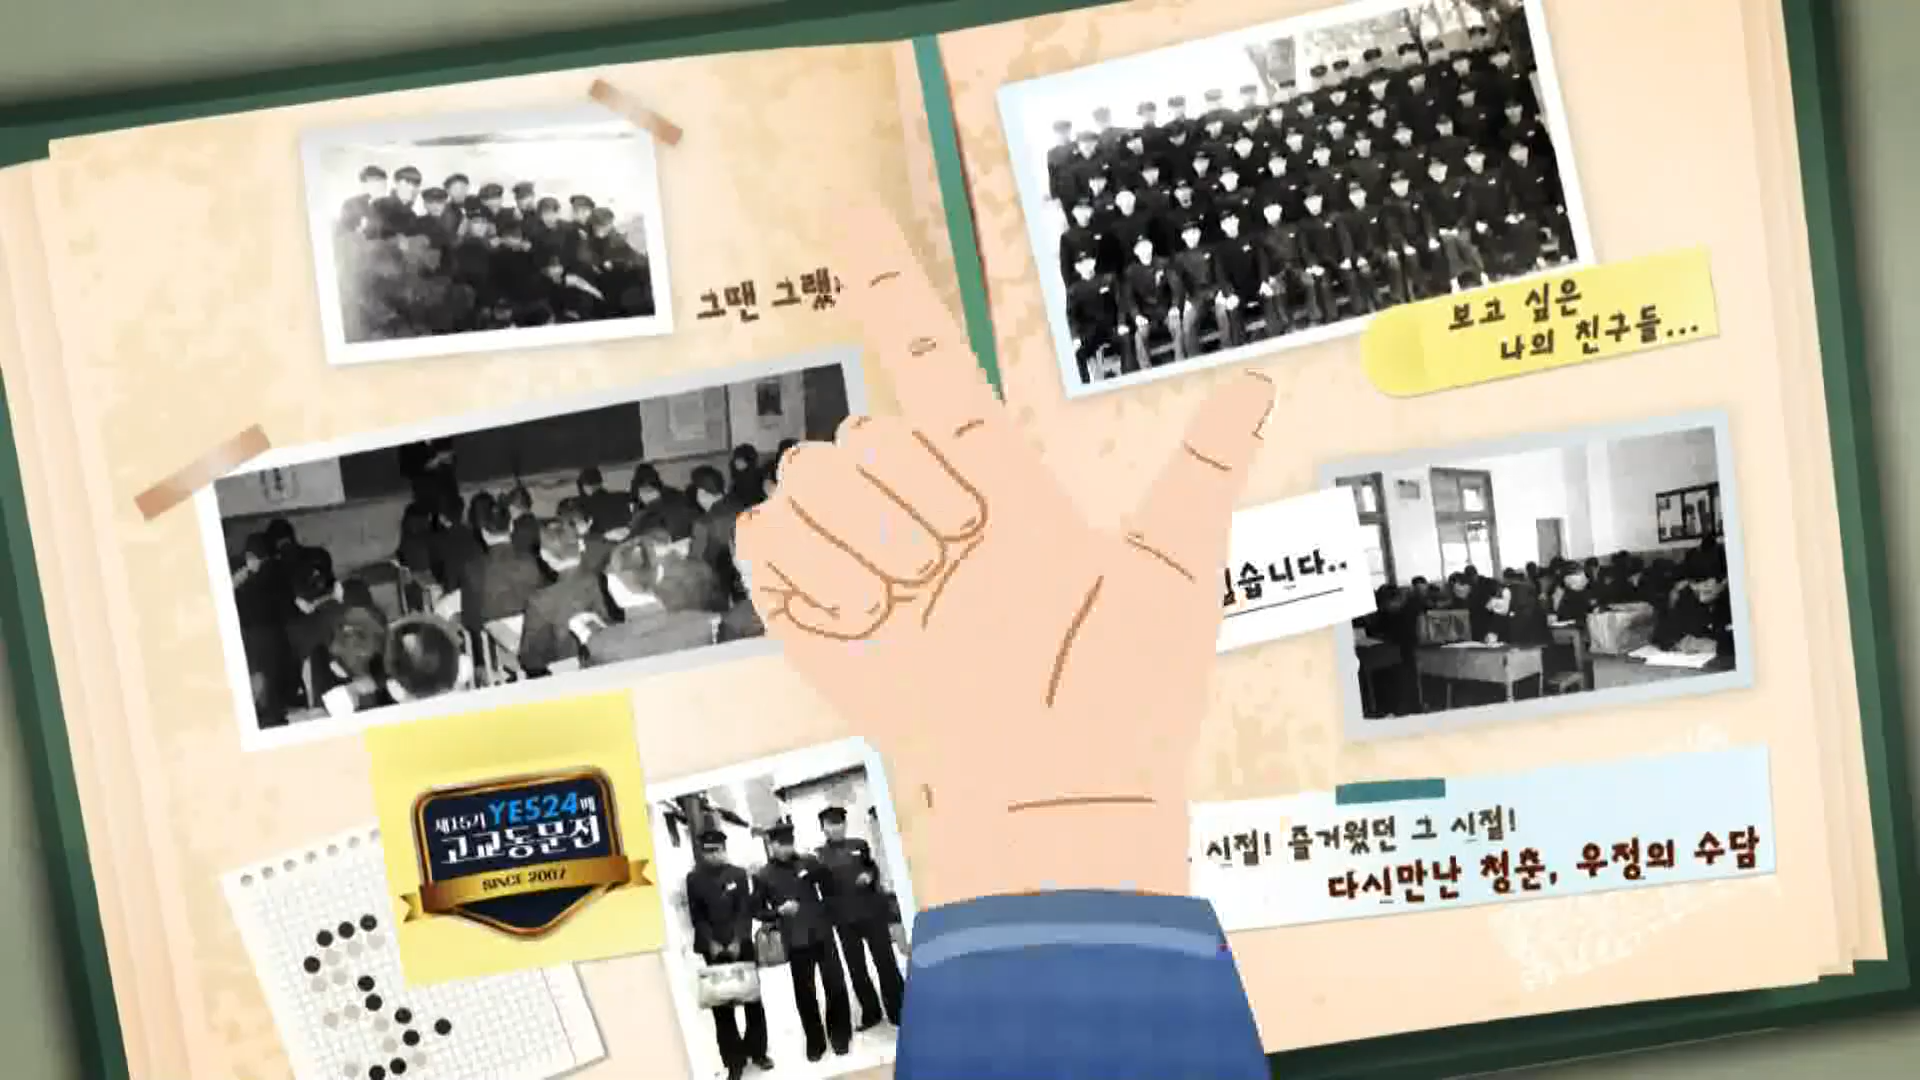 그땐 그랬
보고 싶은
나의 친구들...
습니다..
제15기 YES24배
고교동문전
SINCE 2007
시절! 즐거웠던 그 시절!
다시만난 청춘, 우정의 수담